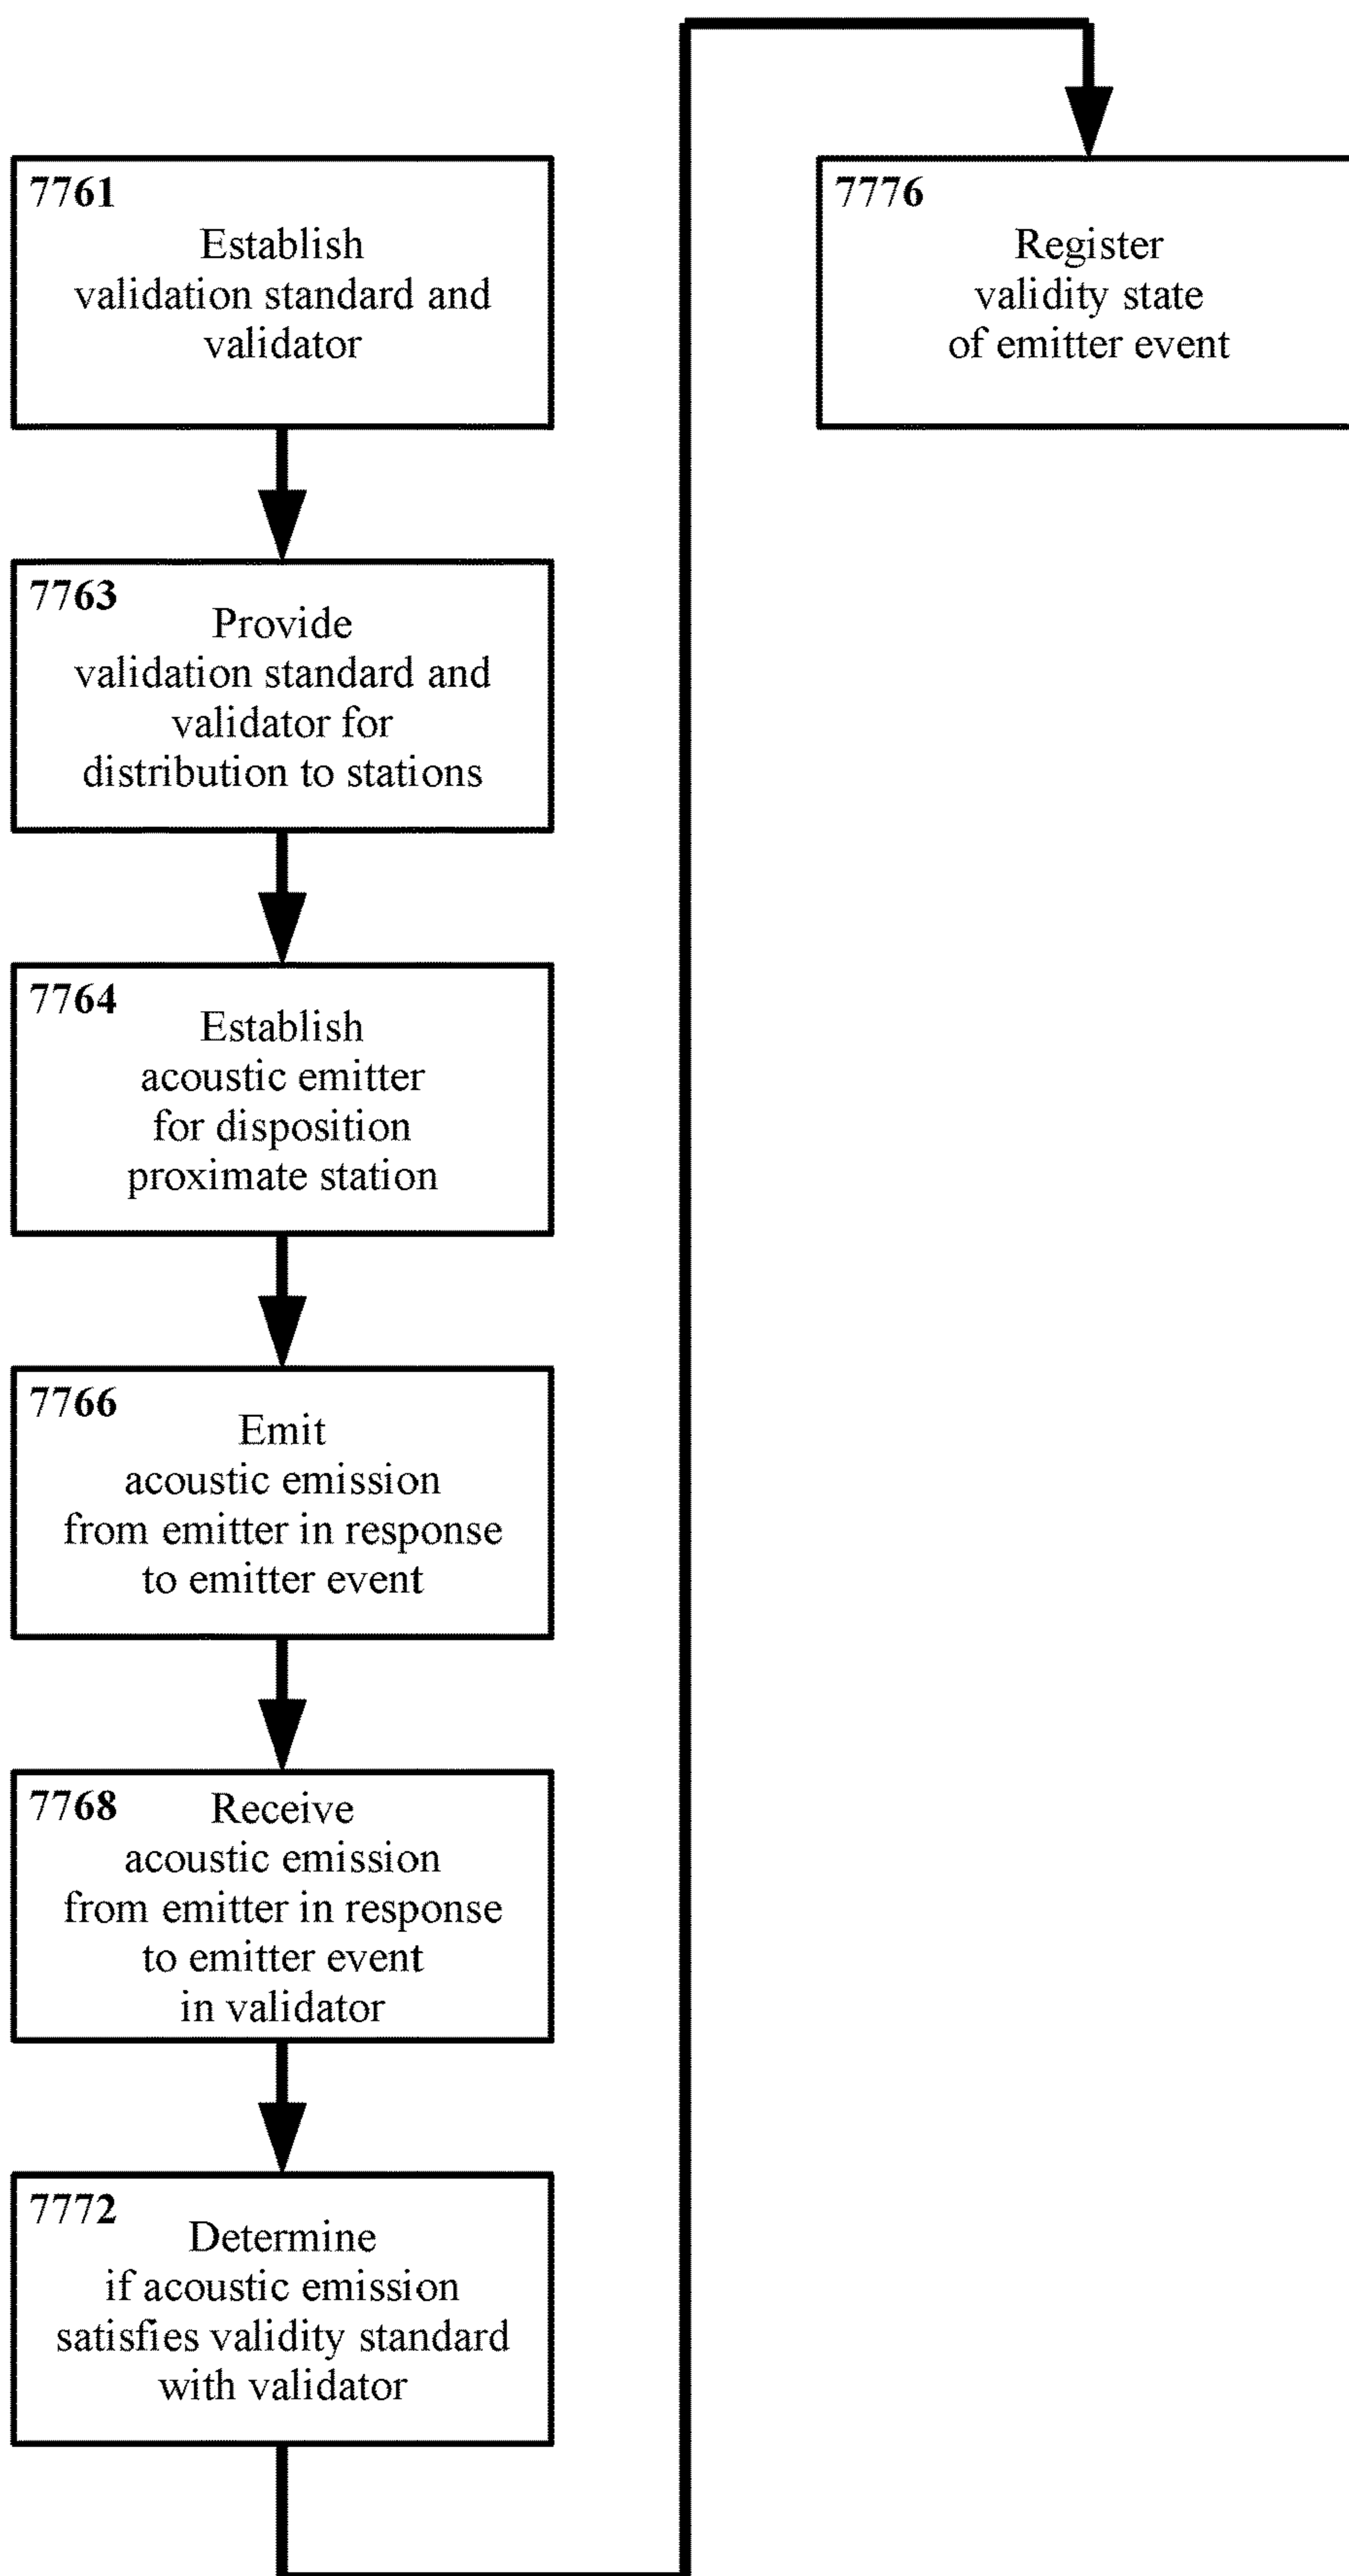 7761
Establish
validation standard and
validator
7763
Provide
validation standard and
validator for
distribution to stations
7764
Establish
acoustic emitter
for disposition
proximate station
7766
Emit
acoustic emission
from emitter in response
to emitter event
7768 Receive
acoustic emission
from emitter in response
to emitter event
in validator
7772
Determine
if acoustic emission
satisfies validity standard
with validator
7776
Register
validity state
of emitter event